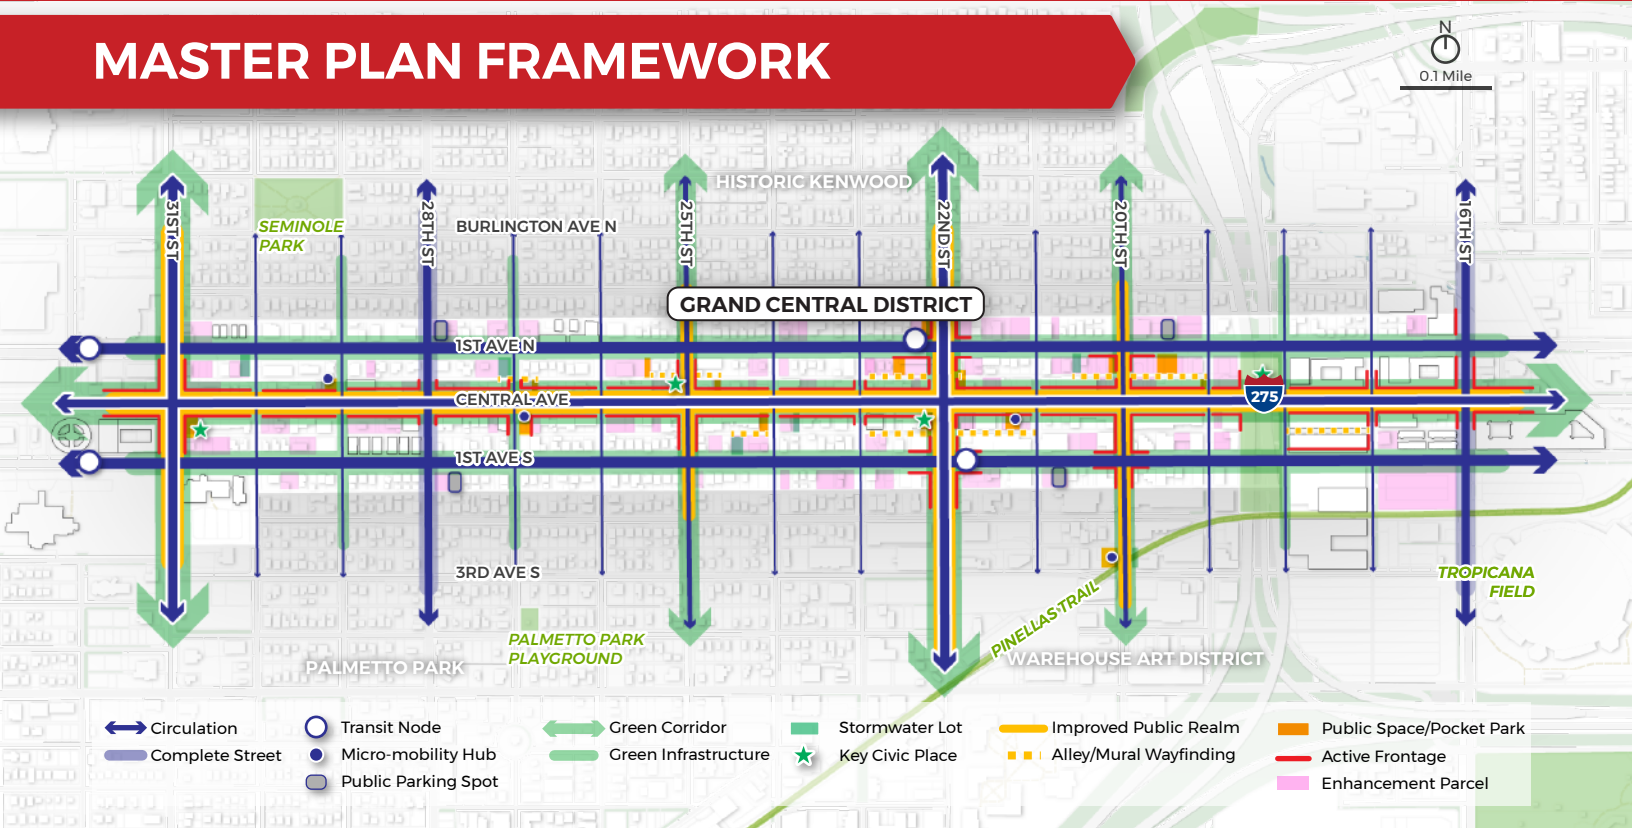 MASTER PLAN FRAMEWORK
N
0.1 Mile
HISTORIC KENWOOD
31ST ST
SEMINOLE
PARK
28TH ST
BURLINGTON AVE N
25TH ST
22ND ST
20TH ST
16TH ST
GRAND CENTRAL DISTRICT
1ST AVE N
CENTRAL AVE
275
1ST AVE S
3RD AVE S
TROPICANA
FIELD
PINELLAS TRAIL
PALMETTO PARK
PLAYGROUND
PALMETTO PARK
WAREHOUSE ART DISTRICT
Circulation
Complete Street
Transit Node
Micro-mobility Hub
Public Parking Spot
Green Corridor
Green Infrastructure
Stormwater Lot
Key Civic Place
Improved Public Realm
Alley/Mural Wayfinding
Public Space/Pocket Park
Active Frontage
Enhancement Parcel